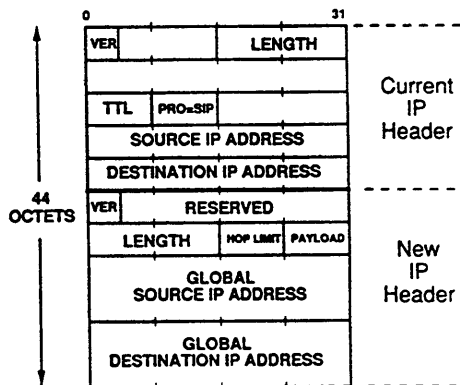 0 31
VER LENGTH
TTL PRO=SIP
SOURCE IP ADDRESS
DESTINATION IP ADDRESS
Current
IP
Header
44
OCTETS
VER RESERVED
LENGTH HOP LIMIT PAYLOAD
GLOBAL
SOURCE IP ADDRESS
GLOBAL
DESTINATION IP ADDRESS
New
IP
Header